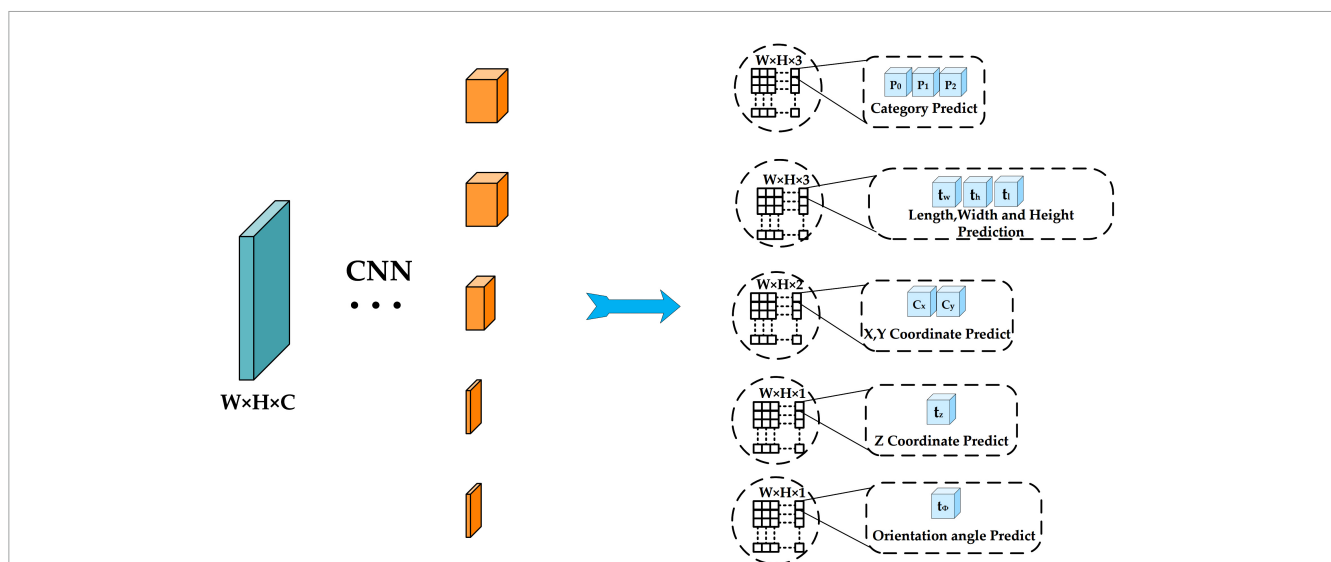 W×H×C
CNN
• • •
W×H×3
P₀ P₁ P₂
Category Predict
W×H×3
tw th tl
Length,Width and Height
Prediction
W×H×2
Cx Cy
X,Y Coordinate Predict
W×H×1
tz
Z Coordinate Predict
W×H×1
tΦ
Orientation angle Predict